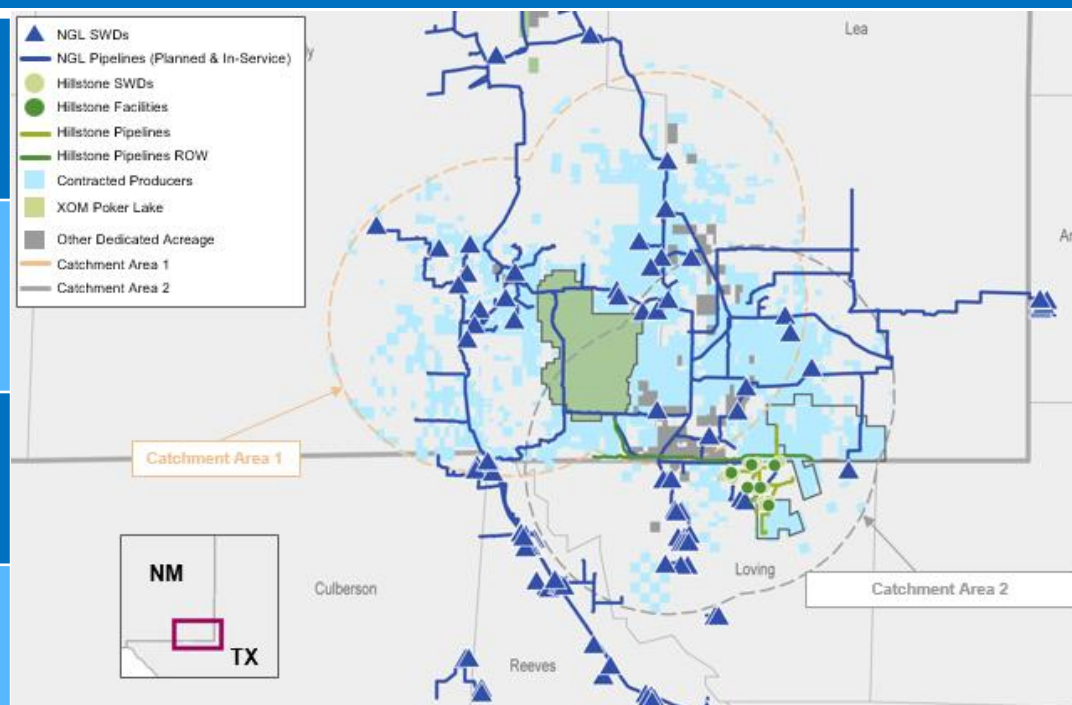 NGL SWDs
NGL Pipelines (Planned & In-Service)
Hillstone SWDs
Hillstone Facilities
Hillstone Pipelines
Hillstone Pipelines ROW
Contracted Producers
XOM Poker Lake
Other Dedicated Acreage
Catchment Area 1
Catchment Area 2
Lea
Catchment Area 1
Loving
Culberson
Catchment Area 2
NM
TX
Reeves